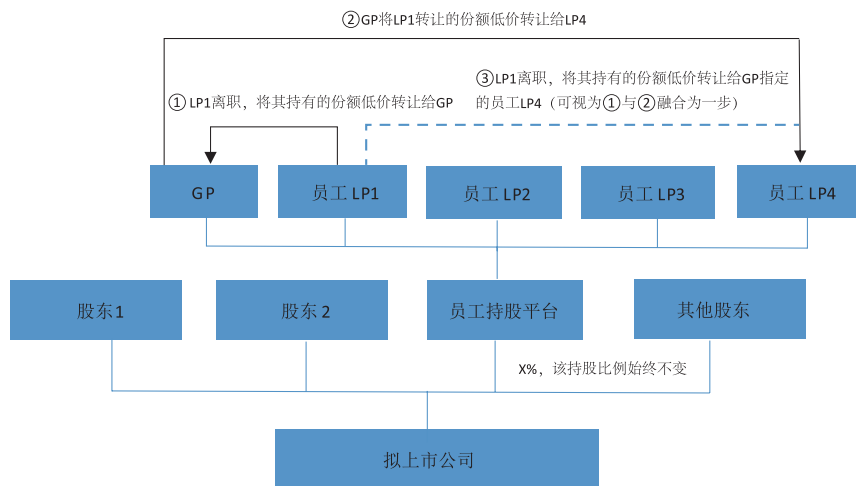 ②GP将LP1转让的份额低价转让给LP4
①LP1离职，将其持有的份额低价转让给GP
③LP1离职，将其持有的份额低价转让给GP指定
的员工LP4（可视为①与②融合为一步）
GP
员工 LP1
员工 LP2
员工 LP3
员工 LP4
股东1
股东 2
员工持股平台
其他股东
X%，该持股比例始终不变
拟上市公司